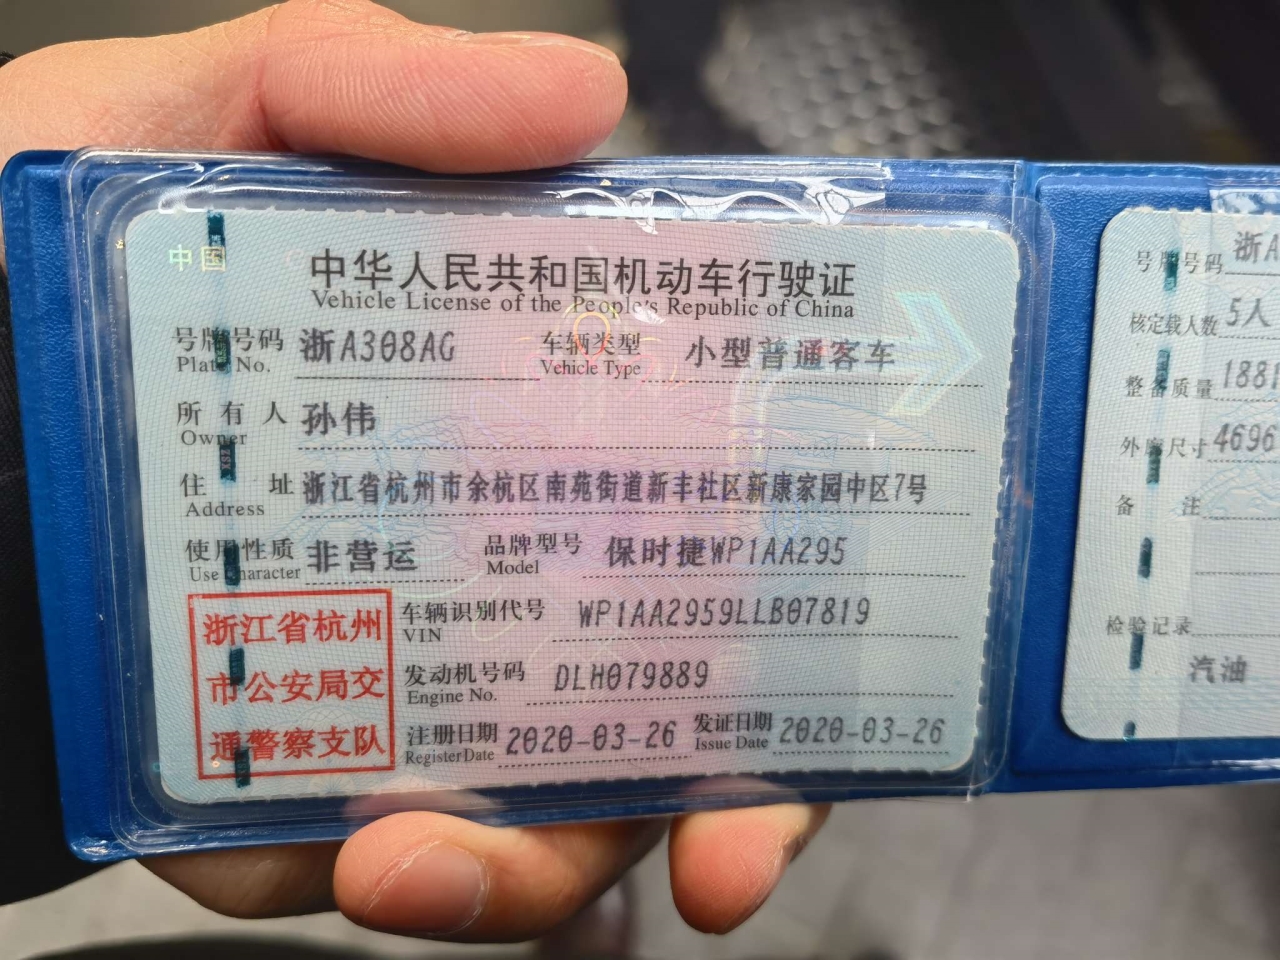 中国
中华人民共和国机动车行驶证
Vehicle License of the People's Republic of China
号牌号码 浙A308AG 车辆类型 小型普通客车
Plate No. Vehicle Type
所有人 孙伟
Owner
住址 浙江省杭州市余杭区南苑街道新丰社区新康家园中区7号
Address
使用性质 非营运 品牌型号 保时捷WP1AA295
Use Character Model
浙江省杭州
市公安局交
通警察支队
车辆识别代号 WP1AA2959LLB07819
VIN
发动机号码 DLH079889
Engine No.
注册日期 2020-03-26 发证日期 2020-03-26
Register Date Issue Date
号牌号码 浙A
核定载人数 5人
整备质量 1881
外廓尺寸 4696
备注
检验记录
汽油